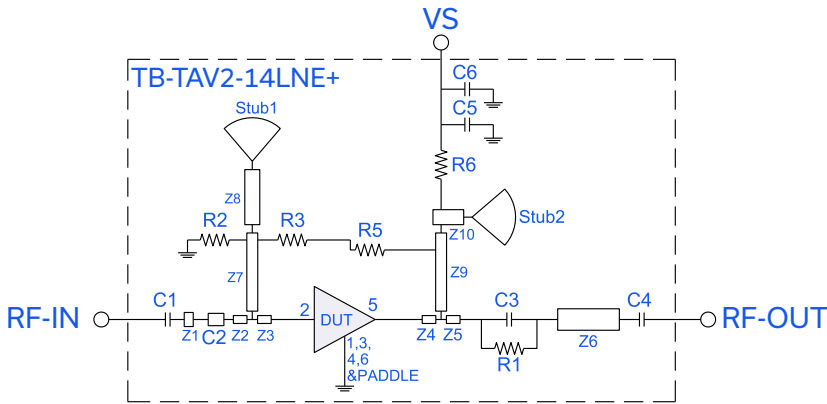 VS
TB-TAV2-14LNE+
C6
Stub1
C5
R6
Z8
R2
R3
R5
Z10
Stub2
Z7
Z9
RF-IN
C1
2
DUT
5
C3
C4
RF-OUT
Z1
C2
Z2
Z3
Z4
Z5
Z6
1,3,
4,6
&PADDLE
R1